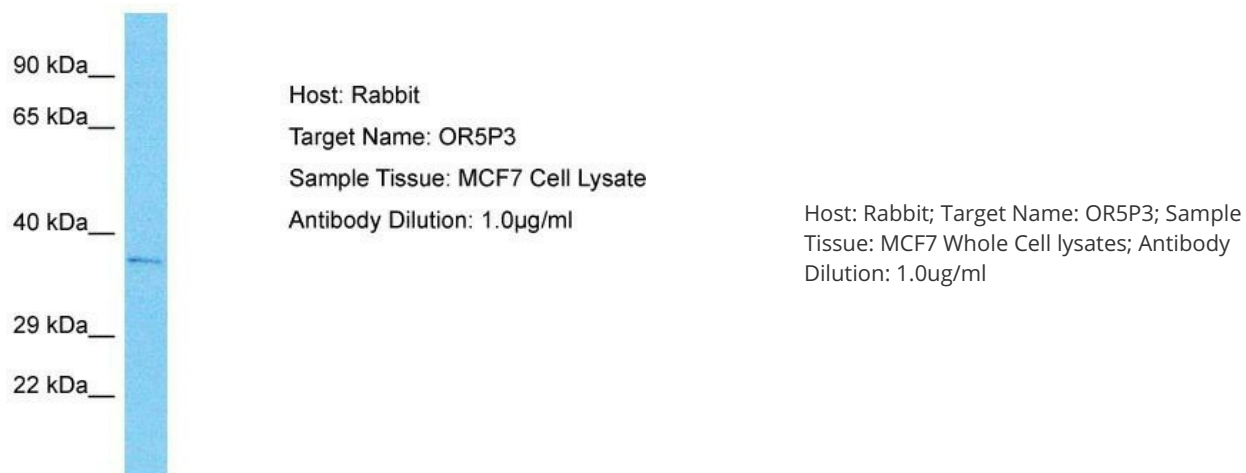 90 kDa__
65 kDa__
40 kDa__
29 kDa__
22 kDa__
Host: Rabbit
Target Name: OR5P3
Sample Tissue: MCF7 Cell Lysate
Antibody Dilution: 1.0μg/ml
Host: Rabbit; Target Name: OR5P3; Sample
Tissue: MCF7 Whole Cell lysates; Antibody
Dilution: 1.0ug/ml